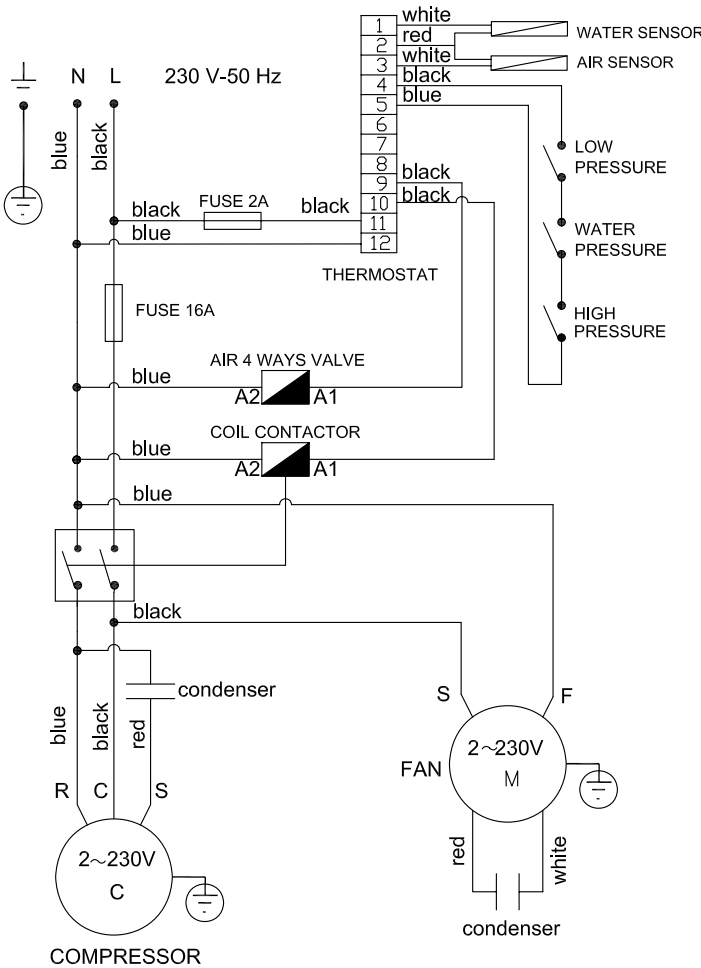 white
1
WATER SENSOR
red
2
white
3
AIR SENSOR
N L 230 V-50 Hz
black
4
blue
5
6
7
8
blue
black
LOW
PRESSURE
black
9
black
10
FUSE 2A
black
black
11
blue
12
WATER
PRESSURE
THERMOSTAT
FUSE 16A
HIGH
PRESSURE
AIR 4 WAYS VALVE
blue
A2 A1
COIL CONTACTOR
blue
A2 A1
blue
black
condenser
blue
black
red
S F
R C S
2~230V
M
FAN
2~230V
C
red
white
condenser
COMPRESSOR